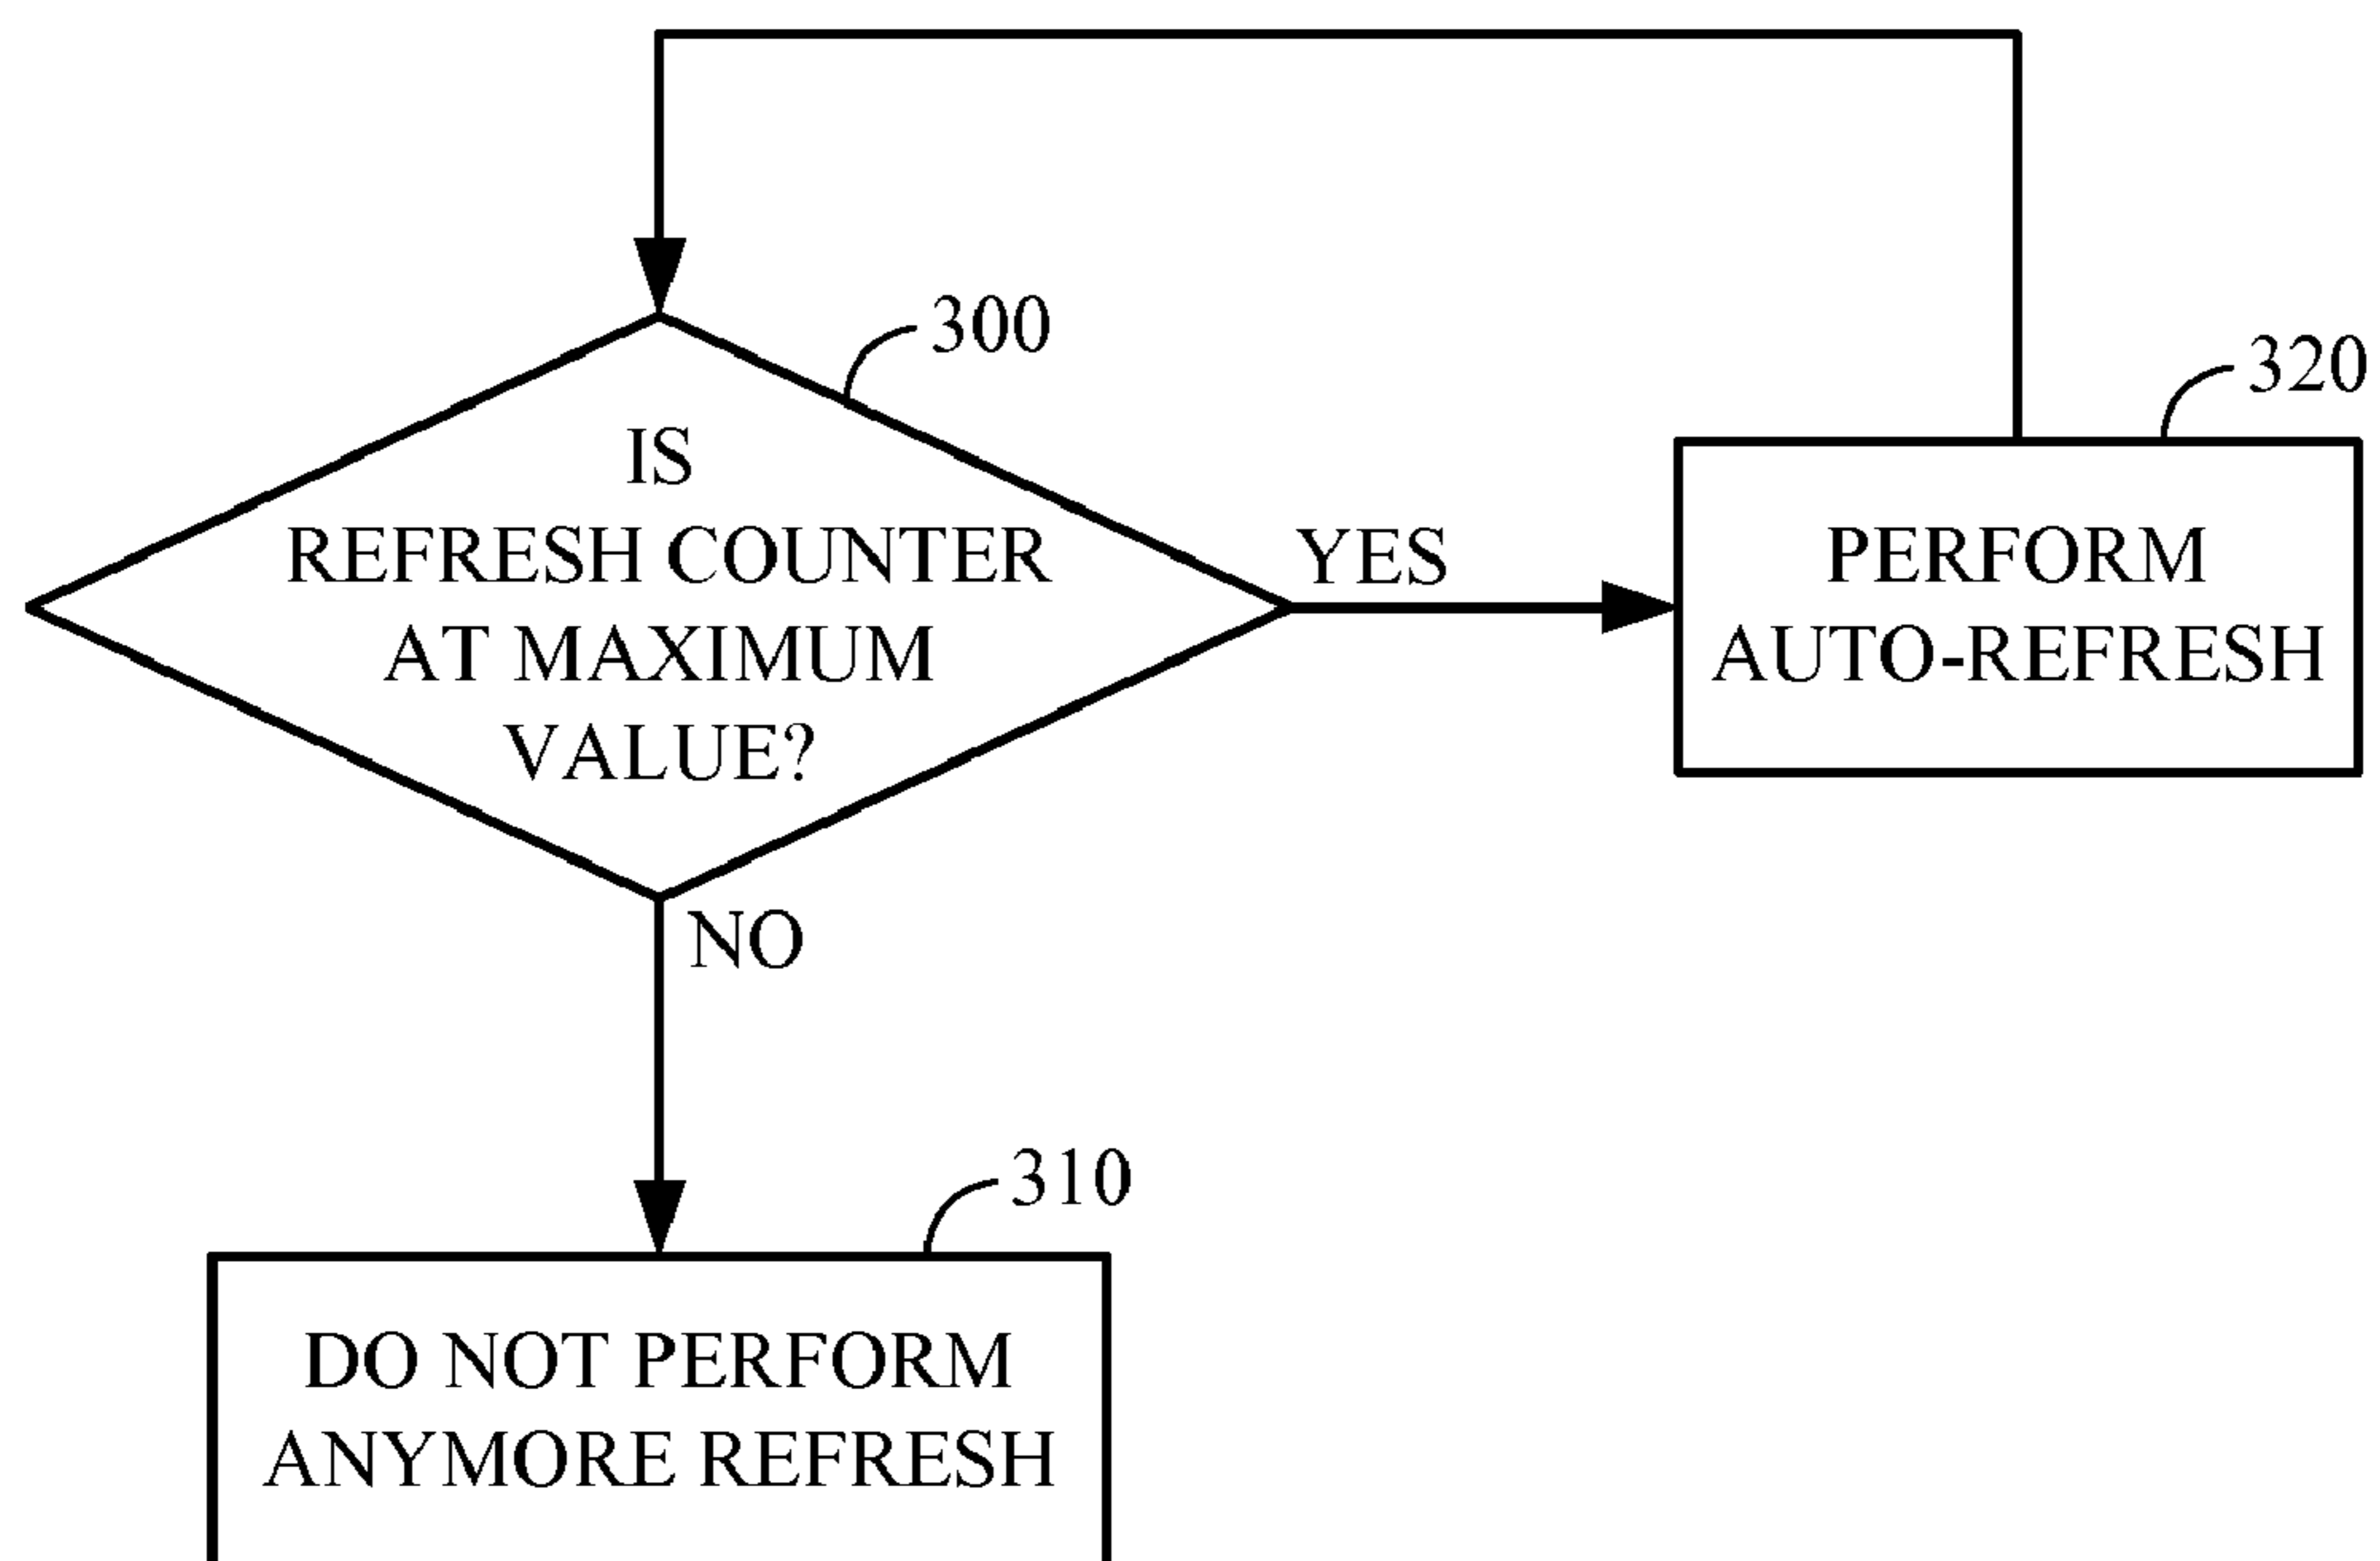 300
IS
REFRESH COUNTER
AT MAXIMUM
VALUE?
YES
320
PERFORM
AUTO-REFRESH
NO
310
DO NOT PERFORM
ANYMORE REFRESH